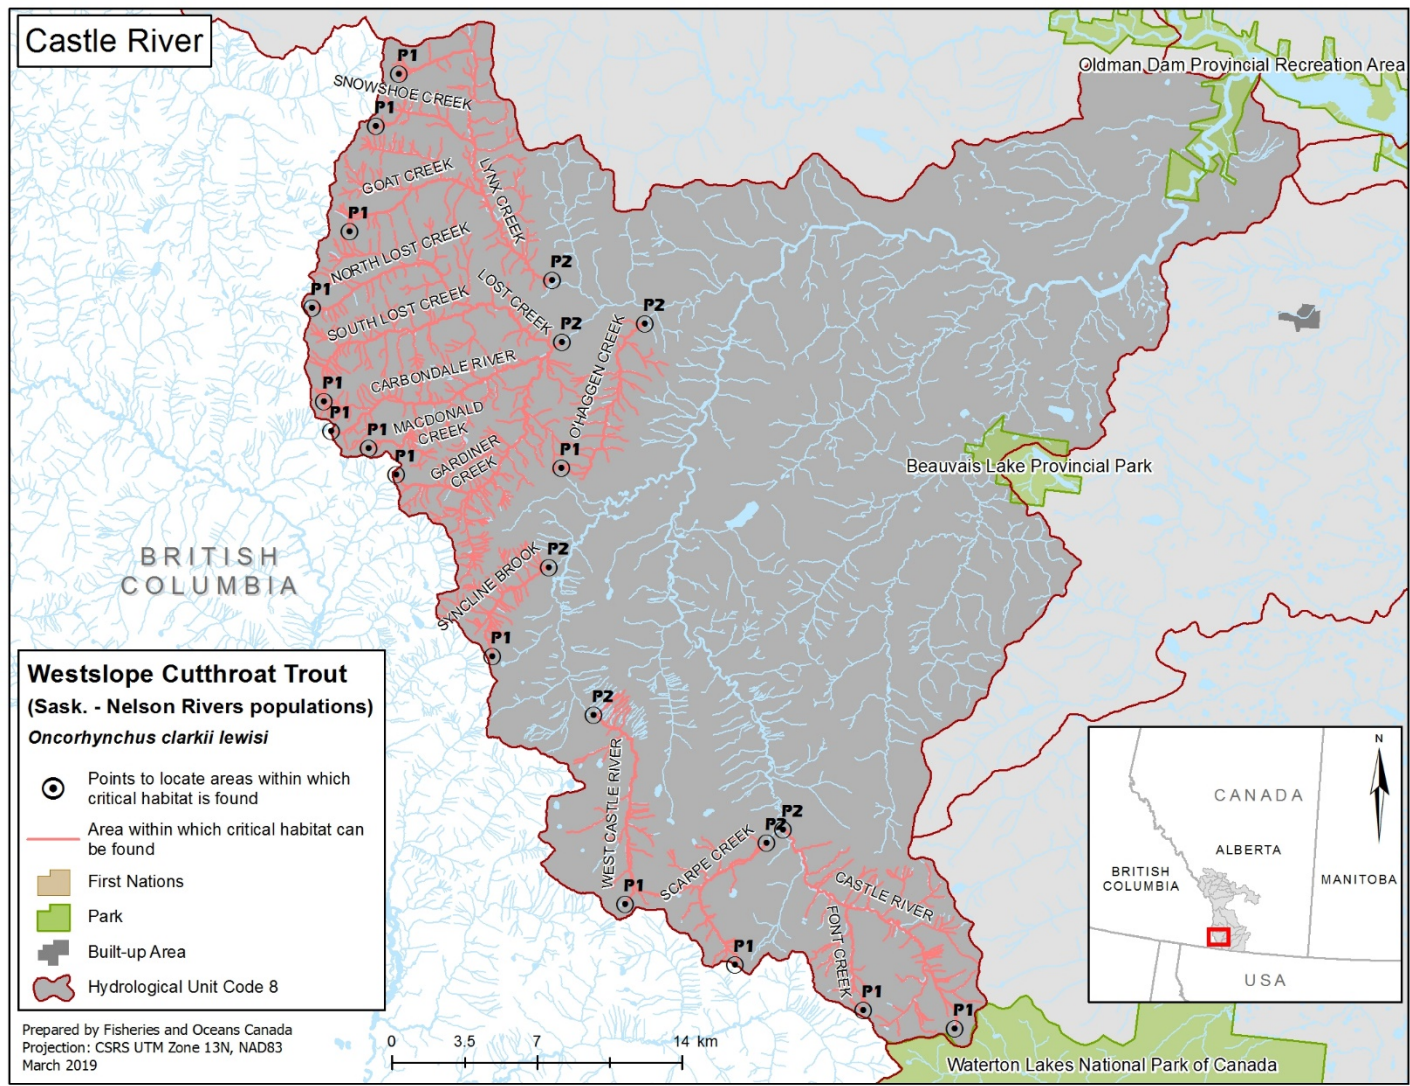 Castle River
P1
SNOWSHOE CREEK
P1
GOAT CREEK
LYNX CREEK
P1
NORTH LOST CREEK
P2
P1
LOST CREEK
SOUTH LOST CREEK
P2
P2
O'HAGGEN CREEK
CARBONDALE RIVER
P1
P1
MACDONALD
CREEK
P1
GARDINER
CREEK
P1
P1
Oldman Dam Provincial Recreation Area
Beauvais Lake Provincial Park
BRITISH
COLUMBIA
SYNCLINE BROOK
P2
P1
P2
WEST CASTLE RIVER
P1
SCARPE CREEK
P2
P2
P1
CASTLE RIVER
FONT CREEK
P1
P1
Waterton Lakes National Park of Canada
Westslope Cutthroat Trout
(Sask. - Nelson Rivers populations)
Oncorhynchus clarkii lewisi
Points to locate areas within which
critical habitat is found
Area within which critical habitat can
be found
First Nations
Park
Built-up Area
Hydrological Unit Code 8
Prepared by Fisheries and Oceans Canada
Projection: CSRS UTM Zone 13N, NAD83
March 2019
0 3.5 7 14 km
N
CANADA
ALBERTA
BRITISH
COLUMBIA
MANITOBA
USA